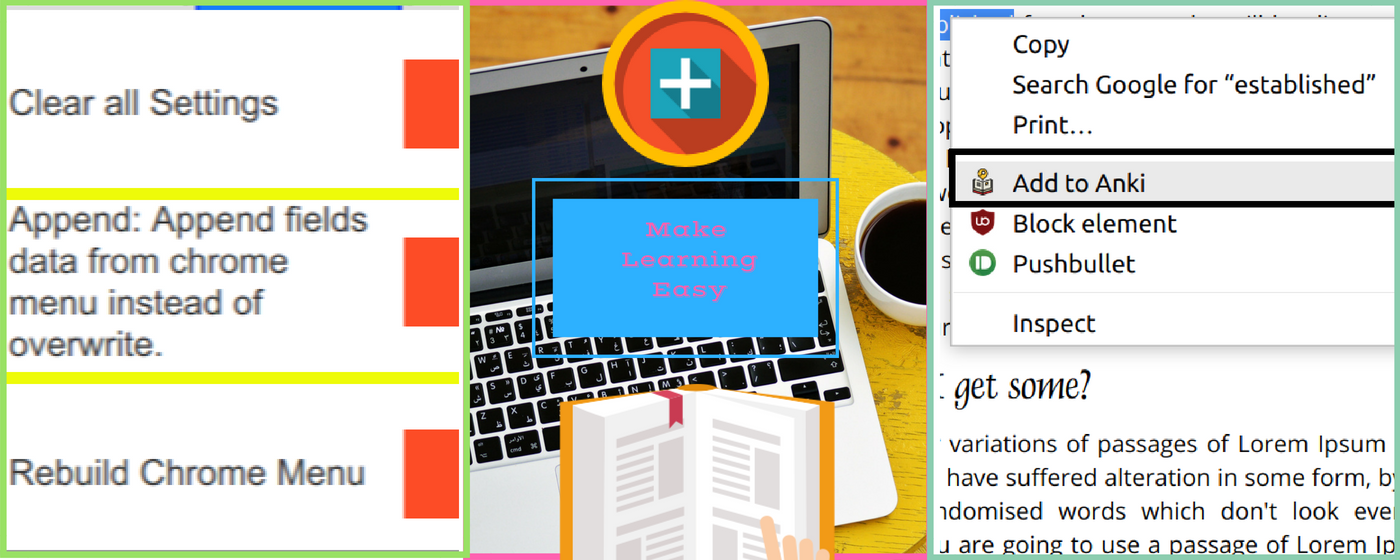 Clear all Settings
Append: Append fields
data from chrome
menu instead of
overwrite.
Rebuild Chrome Menu
Make
Learning
Easy
Copy
Search Google for “established”
Print...
Add to Anki
Block element
Pushbullet
Inspect
get some?
variations of passages of Lorem Ipsum
have suffered alteration in some form, by
ndomised words which don't look eve
u are going to use a passage of Lorem Ip